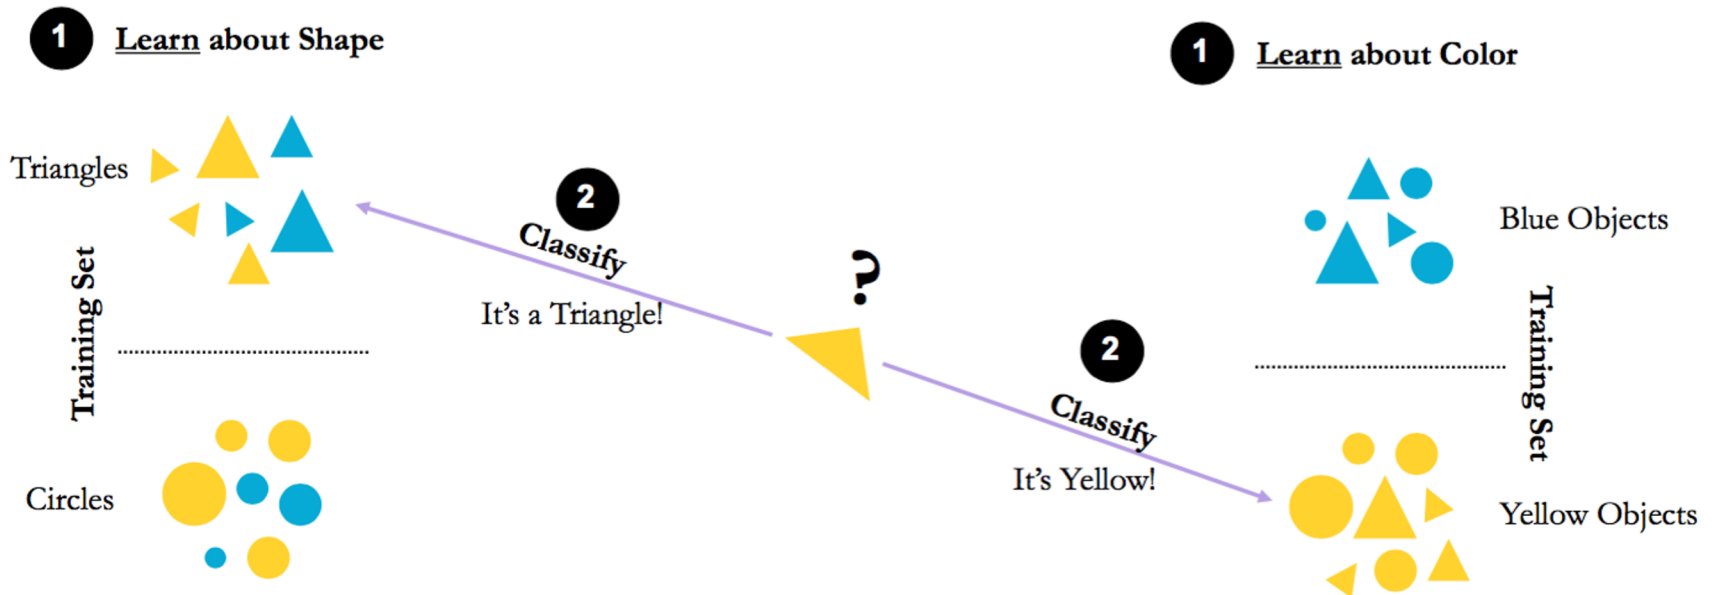 1 Learn about Shape
Triangles
Training Set
Circles
2
Classify
It's a Triangle!
?
2
Classify
It's Yellow!
1 Learn about Color
Blue Objects
Training Set
Yellow Objects